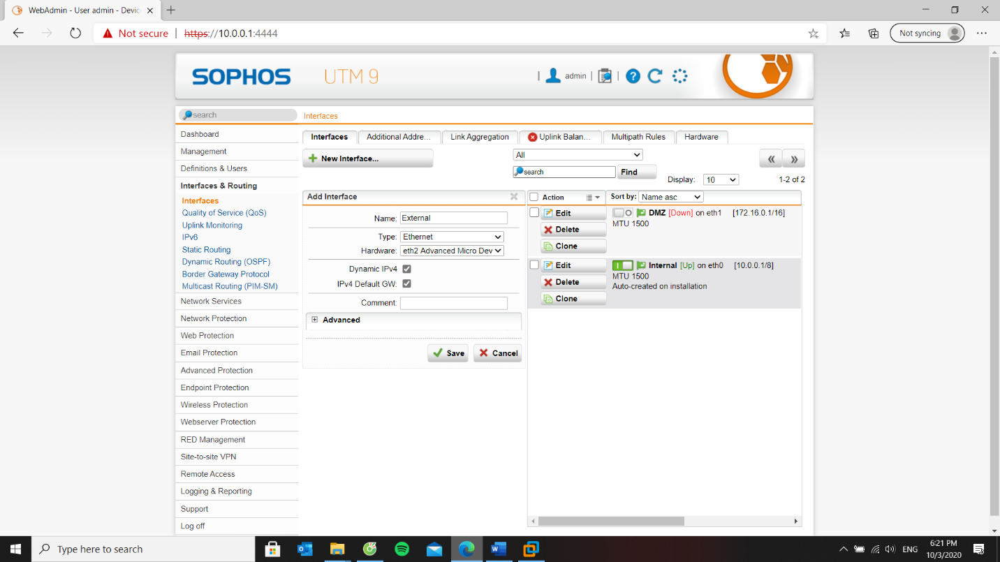 WebAdmin - User admin - Devic
Not secure | https://10.0.0.1:4444
Not syncing
SOPHOS UTM 9
| admin | |
search
Interfaces
Dashboard
Management
Definitions & Users
Interfaces & Routing
Interfaces
Quality of Service (QoS)
Uplink Monitoring
IPv6
Static Routing
Dynamic Routing (OSPF)
Border Gateway Protocol
Multicast Routing (PIM-SM)
Network Services
Network Protection
Web Protection
Email Protection
Advanced Protection
Endpoint Protection
Wireless Protection
Webserver Protection
RED Management
Site-to-site VPN
Remote Access
Logging & Reporting
Support
Log off
Interfaces
Additional Addre...
Link Aggregation
Uplink Balan...
Multipath Rules
Hardware
New Interface...
All
search
Find
Display: 10
1-2 of 2
Add Interface
Name: External
Type: Ethernet
Hardware: eth2 Advanced Micro Dev
Dynamic IPv4
IPv4 Default GW:
Comment:
Advanced
Save
Cancel
Action
Sort by: Name asc
Edit
Delete
Clone
DMZ [Down] on eth1 [172.16.0.1/16]
MTU 1500
Edit
Delete
Clone
Internal [Up] on eth0 [10.0.0.1/8]
MTU 1500
Auto-created on installation
Type here to search
ENG
6:21 PM
10/3/2020